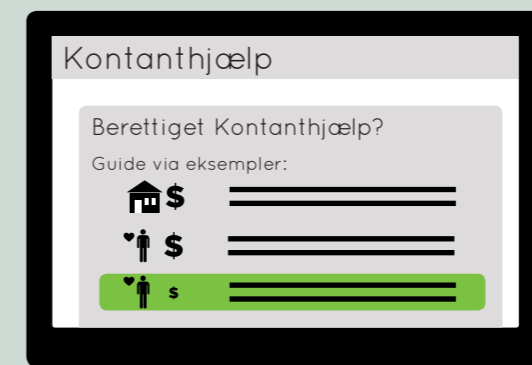 Kontanthjælp
Berettiget Kontanthjælp?
Guide via eksempler:
$
$
$